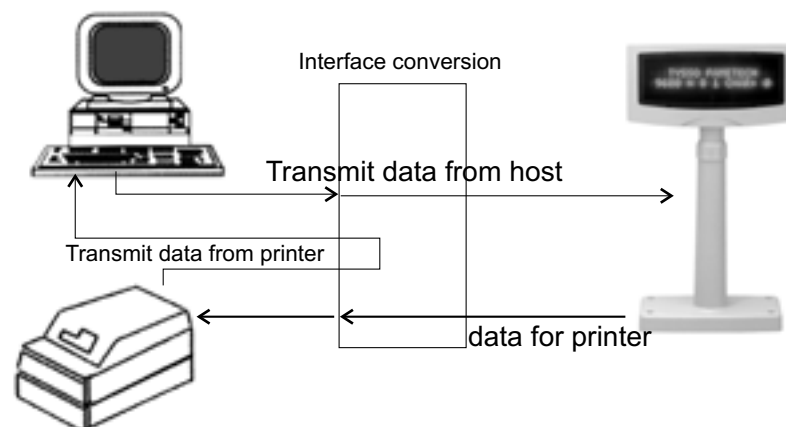 Interface conversion
Transmit data from host
Transmit data from printer
data for printer